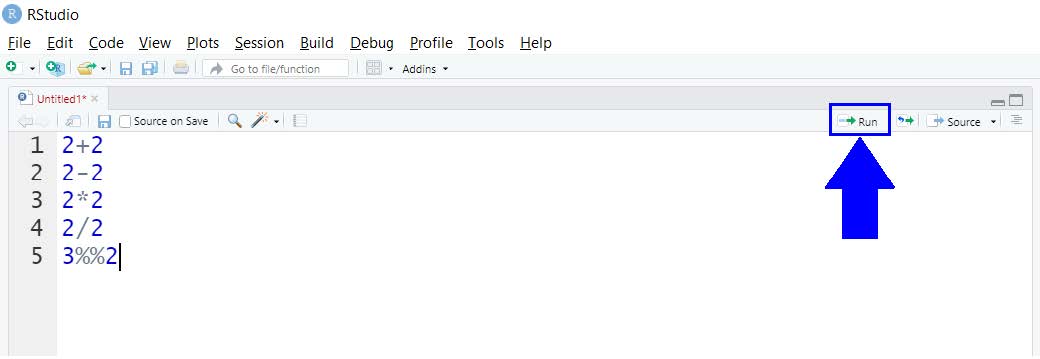 R RStudio
File Edit Code View Plots Session Build Debug Profile Tools Help
Go to file/function Addins
Untitled1*
Source on Save Run Source
1 2+2
2 2-2
3 2*2
4 2/2
5 3%%2